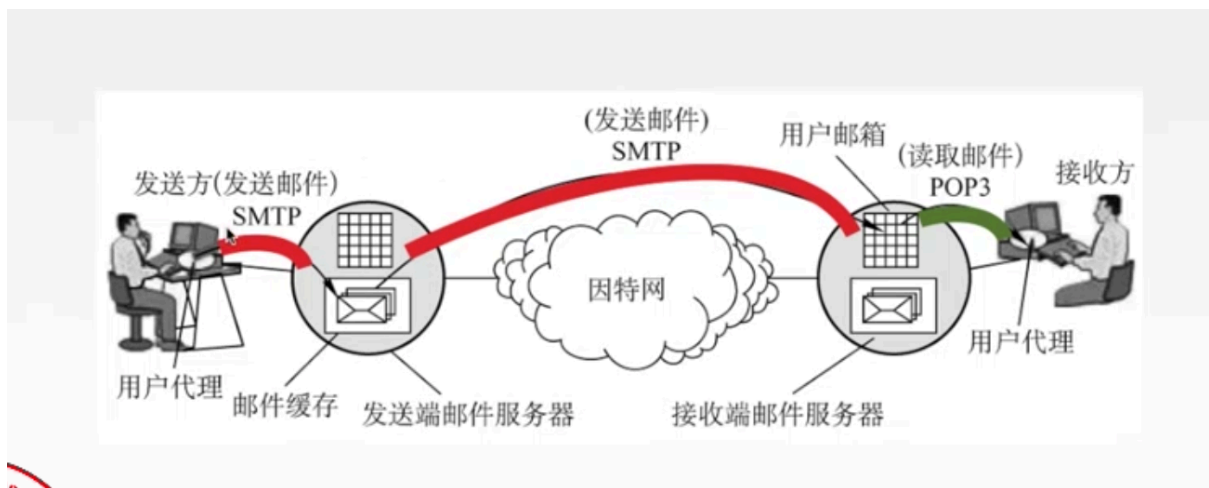 (发送邮件)
SMTP
用户邮箱
(读取邮件)
POP3
接收方
发送方(发送邮件)
SMTP
因特网
用户代理
用户代理
邮件缓存
发送端邮件服务器
接收端邮件服务器